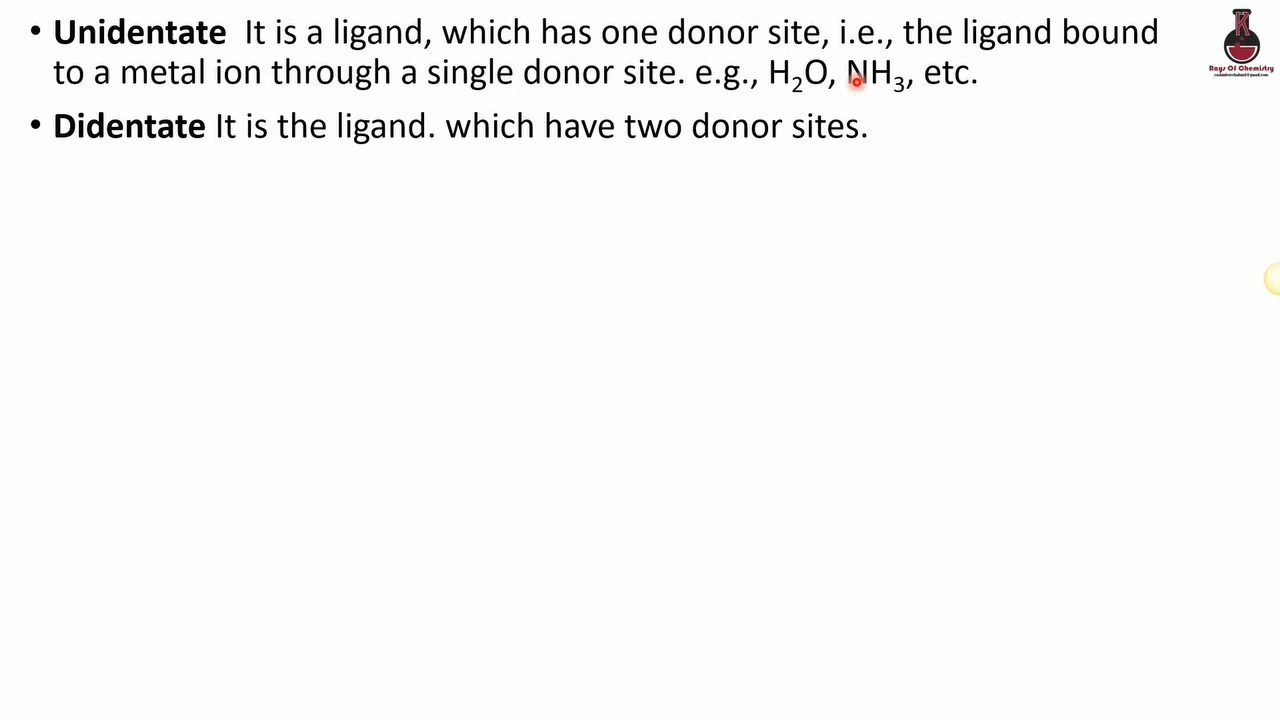 • Unidentate It is a ligand, which has one donor site, i.e., the ligand bound
to a metal ion through a single donor site. e.g., H₂O, NH₃, etc.
• Didentate It is the ligand. which have two donor sites.
K
Rays Of Chemistry